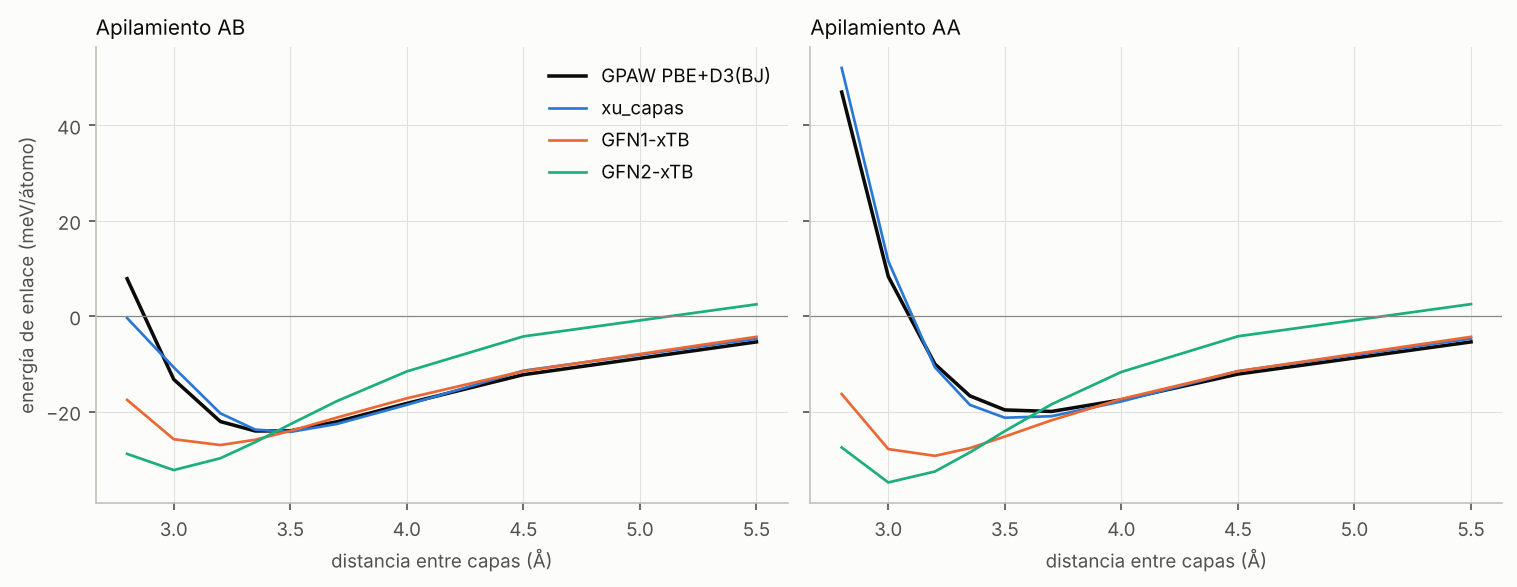 Apilamiento AB
GPAW PBE+D3(BJ)
xu_capas
GFN1-xTB
GFN2-xTB
energía de enlace (meV/átomo)
40
20
0
−20
3.0 3.5 4.0 4.5 5.0 5.5
distancia entre capas (Å)
Apilamiento AA
3.0 3.5 4.0 4.5 5.0 5.5
distancia entre capas (Å)